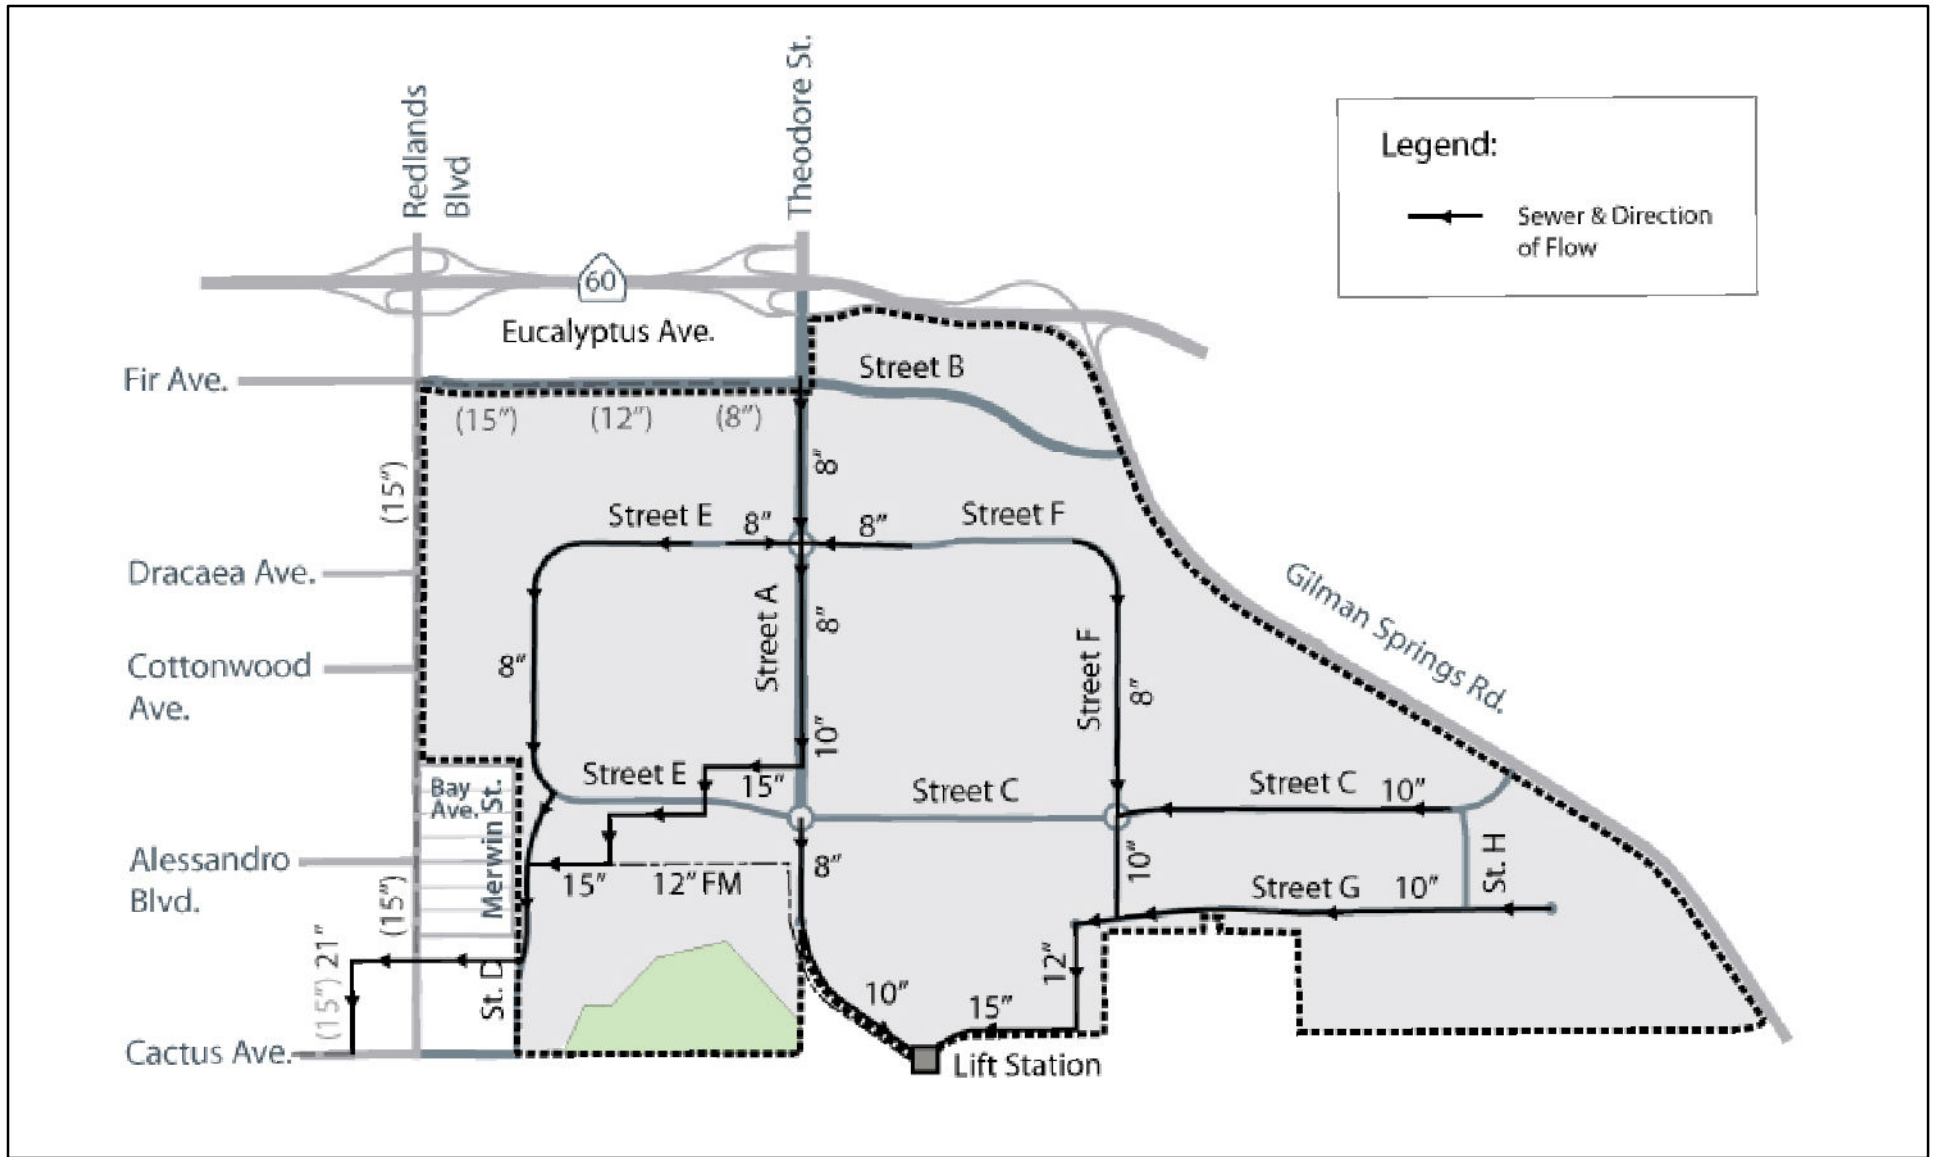 Redlands
Blvd
Theodore St.
Legend:
Sewer & Direction
of Flow
60
Eucalyptus Ave.
Fir Ave.
Street B
(15″)
(12″)
(8″)
8″
(15″)
Street E
8″
8″
Street F
Dracaea Ave.
Gilman Springs Rd.
Street A
8″
Cottonwood
Ave.
8″
Street F
8″
10″
Street E
15″
Street C
Street C
10″
Bay
Ave.
Merwin St.
Alessandro
Blvd.
15″
12″ FM
8″
10″
Street G
10″
St. H
(15″)
(15″) 21″
St. D
12″
10″
15″
Cactus Ave.
Lift Station